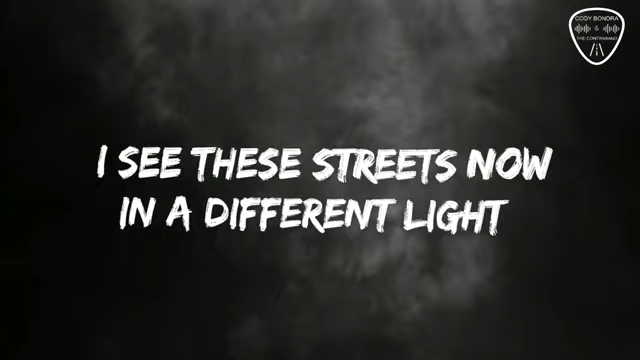 CODY BONDRA
&
THE CONTRABAND
I SEE THESE STREETS NOW
IN A DIFFERENT LIGHT